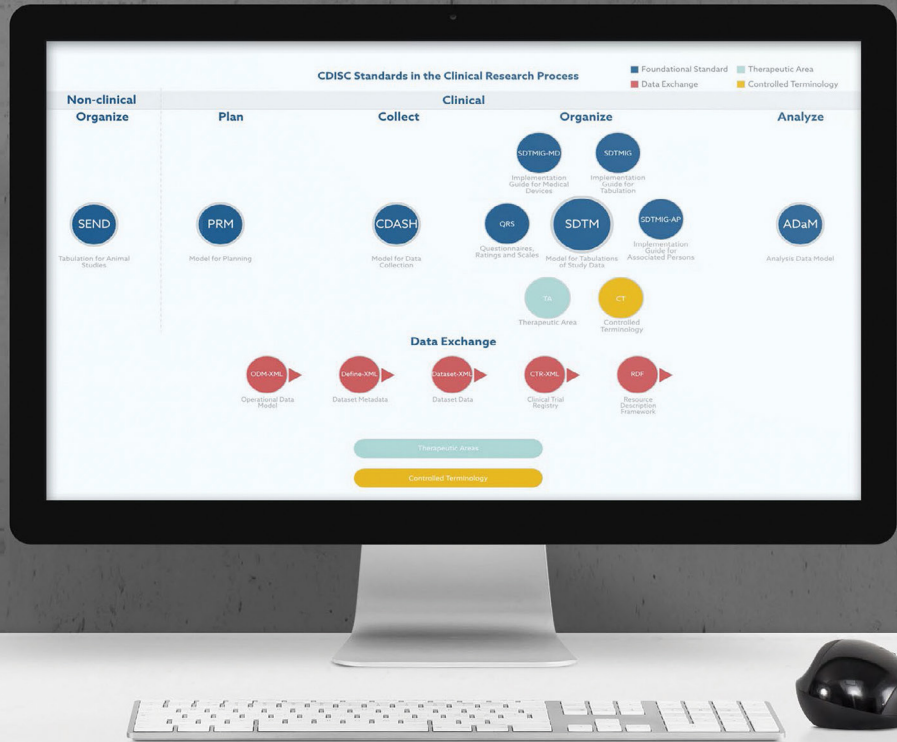 CDISC Standards in the Clinical Research Process
Foundational Standard
Therapeutic Area
Data Exchange
Controlled Terminology
Non-clinical
Clinical
Organize
Plan
Collect
Organize
Analyze
SDTMIG-MD
Implementation
Guide for Medical
Devices
SDTMIG
Implementation
Guide for
Tabulation
SEND
Tabulation for Animal
Studies
PRM
Model for Planning
CDASH
Model for Data
Collection
QRS
Questionnaires,
Ratings and Scales
SDTM
Model for Tabulations
of Study Data
SDTMIG-AP
Implementation
Guide for
Associated Persons
ADaM
Analysis Data Model
TA
Therapeutic Area
CT
Controlled
Terminology
Data Exchange
ODM-XML
Operational Data
Model
Define-XML
Dataset Metadata
Dataset-XML
Dataset Data
CTR-XML
Clinical Trial
Registry
RDF
Resource
Description
Framework
Therapeutic Areas
Controlled Terminology